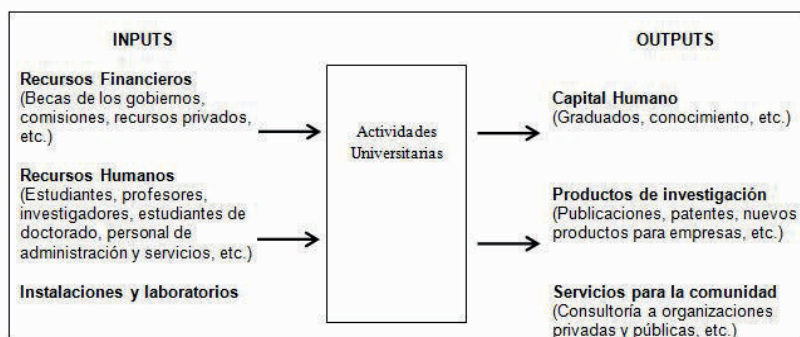 INPUTS
Recursos Financieros
(Becas de los gobiernos,
comisiones, recursos privados,
etc.)
Recursos Humanos
(Estudiantes, profesores,
investigadores, estudiantes de
doctorado, personal de
administración y servicios, etc.)
Instalaciones y laboratorios
Actividades
Universitarias
OUTPUTS
Capital Humano
(Graduados, conocimiento, etc.)
Productos de investigación
(Publicaciones, patentes, nuevos
productos para empresas, etc.)
Servicios para la comunidad
(Consultoría a organizaciones
privadas y públicas, etc.)